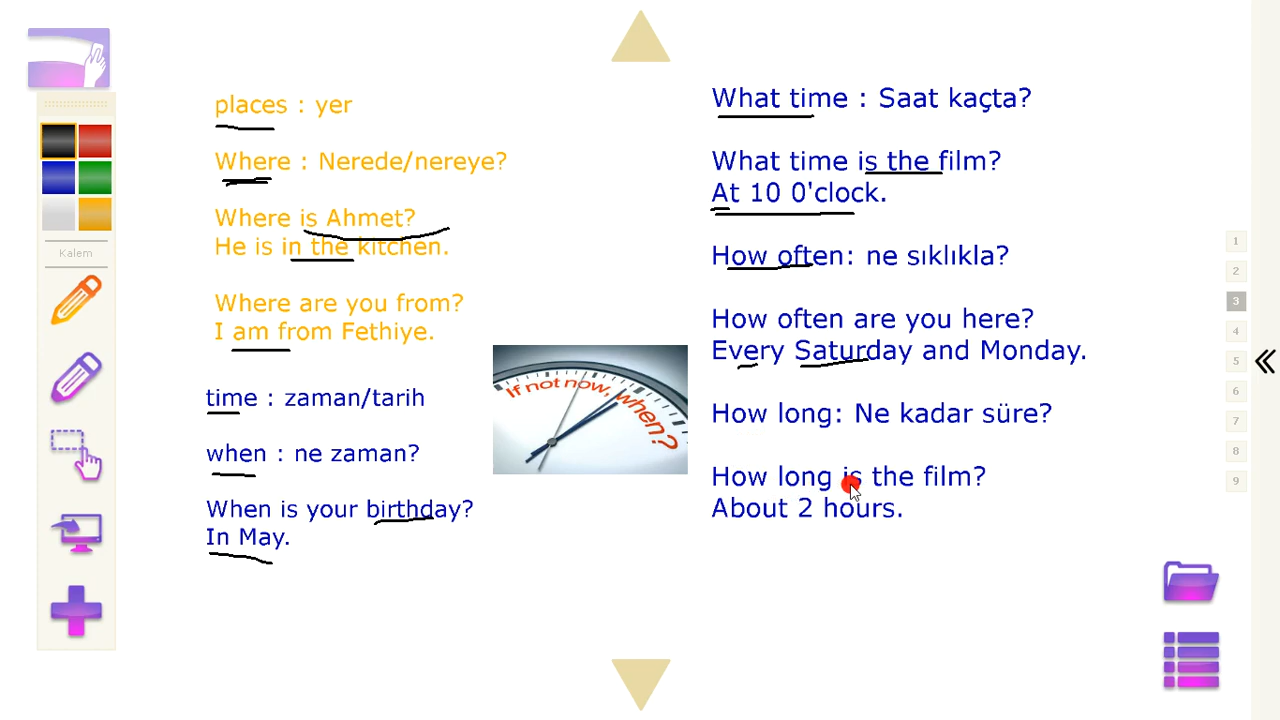 places : yer
Where : Nerede/nereye?
Where is Ahmet?
He is in the kitchen.
Where are you from?
I am from Fethiye.
time : zaman/tarih
when : ne zaman?
When is your birthday?
In May.
If not now, when?
What time : Saat kaçta?
What time is the film?
At 10 0'clock.
How often: ne sıklıkla?
How often are you here?
Every Saturday and Monday.
How long: Ne kadar süre?
How long is the film?
About 2 hours.
Kalem
1
2
3
4
5
6
7
8
9